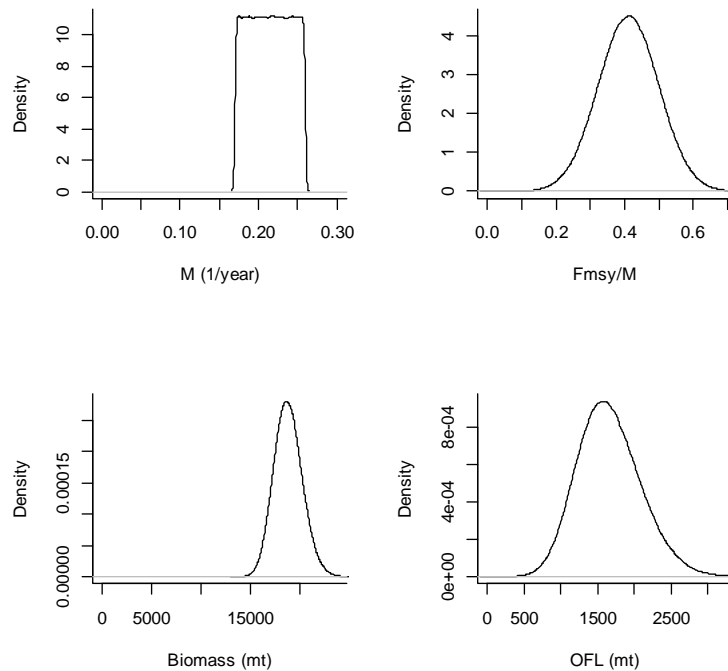 Density
0 2 4 6 8 10
0.00 0.10 0.20 0.30
M (1/year)
Density
0 1 2 3 4
0.0 0.2 0.4 0.6
Fmsy/M
Density
0.00000 0.00015
0 5000 15000
Biomass (mt)
Density
0e+00 4e-04 8e-04
0 500 1500 2500
OFL (mt)